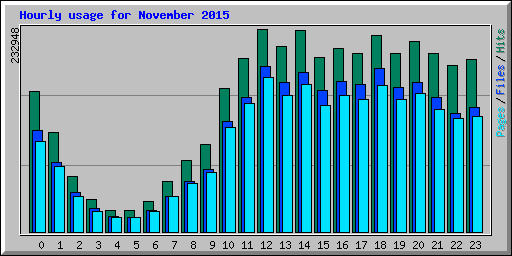 Hourly usage for November 2015
232948
Pages/Files/Hits
0 1 2 3 4 5 6 7 8 9 10 11 12 13 14 15 16 17 18 19 20 21 22 23